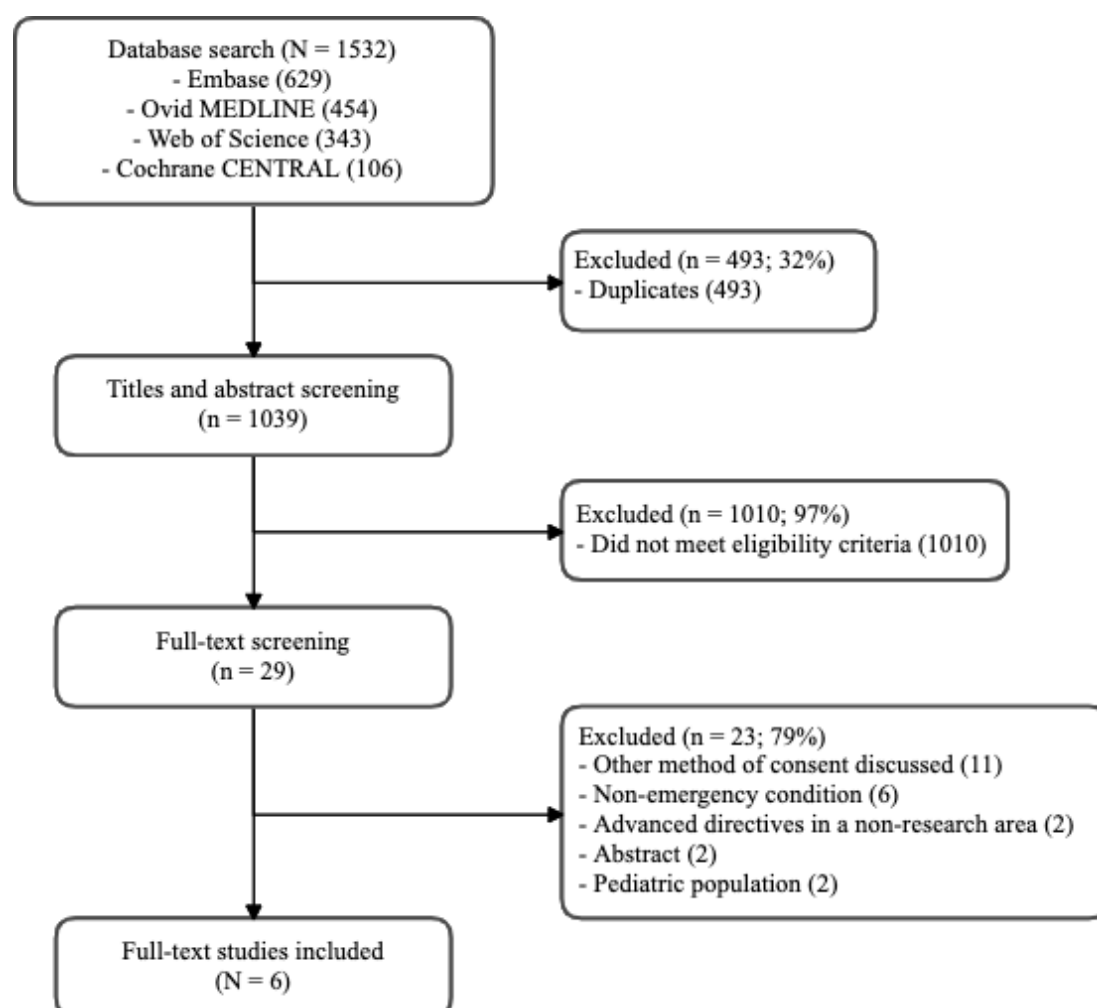 Database search (N = 1532)
- Embase (629)
- Ovid MEDLINE (454)
- Web of Science (343)
- Cochrane CENTRAL (106)
Excluded (n = 493; 32%)
- Duplicates (493)
Titles and abstract screening
(n = 1039)
Excluded (n = 1010; 97%)
- Did not meet eligibility criteria (1010)
Full-text screening
(n = 29)
Excluded (n = 23; 79%)
- Other method of consent discussed (11)
- Non-emergency condition (6)
- Advanced directives in a non-research area (2)
- Abstract (2)
- Pediatric population (2)
Full-text studies included
(N = 6)